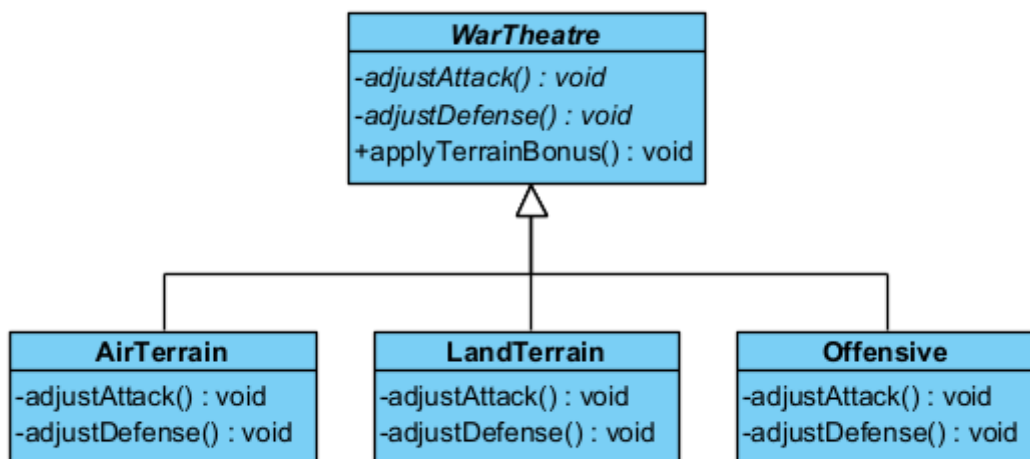 WarTheatre
-adjustAttack() : void
-adjustDefense() : void
+applyTerrainBonus() : void
AirTerrain
-adjustAttack() : void
-adjustDefense() : void
LandTerrain
-adjustAttack() : void
-adjustDefense() : void
Offensive
-adjustAttack() : void
-adjustDefense() : void